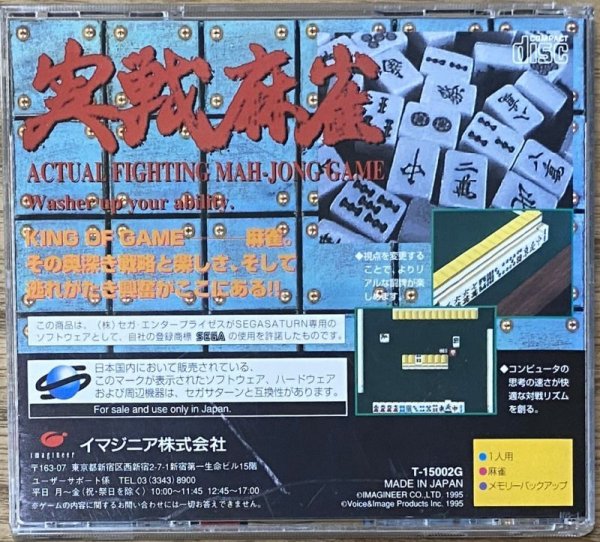 COMPACT
disc
実戦麻雀
ACTUAL FIGHTING MAH-JONG GAME
Washer up your ability.
KING OF GAME──麻雀。
その奥深き戦略と楽しさ、そして
逃れがたき興奮がここにある!!
◆視点を変更する
ことで、よりリ
アルな闘牌が楽
しめます。
この商品は、(株)セガ・エンタープライゼスがSEGASATURN専用の
ソフトウェアとして、自社の登録商標 SEGA の使用を許諾したものです。
日本国内において販売されている、
このマークが表示されたソフトウェア、ハードウェア
および周辺機器は、セガサターンと互換性があります。
For sale and use only in Japan.
◆コンピュータの
思考の速さが快
適な対戦リズム
を創る。
imagineer
イマジニア株式会社
〒163-07 東京都新宿区西新宿2-7-1新宿第一生命ビル15階
ユーザーサポート係 TEL.03(3343)8900
平日 月~金(祝・祭日を除く) 10:00~11:45 12:45~17:00
※ゲームの内容に関するお問い合わせには一切お答えできません。
T-15002G
MADE IN JAPAN
©IMAGINEER CO.,LTD. 1995
©Voice&Image Products Inc. 1995
●1人用
●麻雀
●メモリーバックアップ